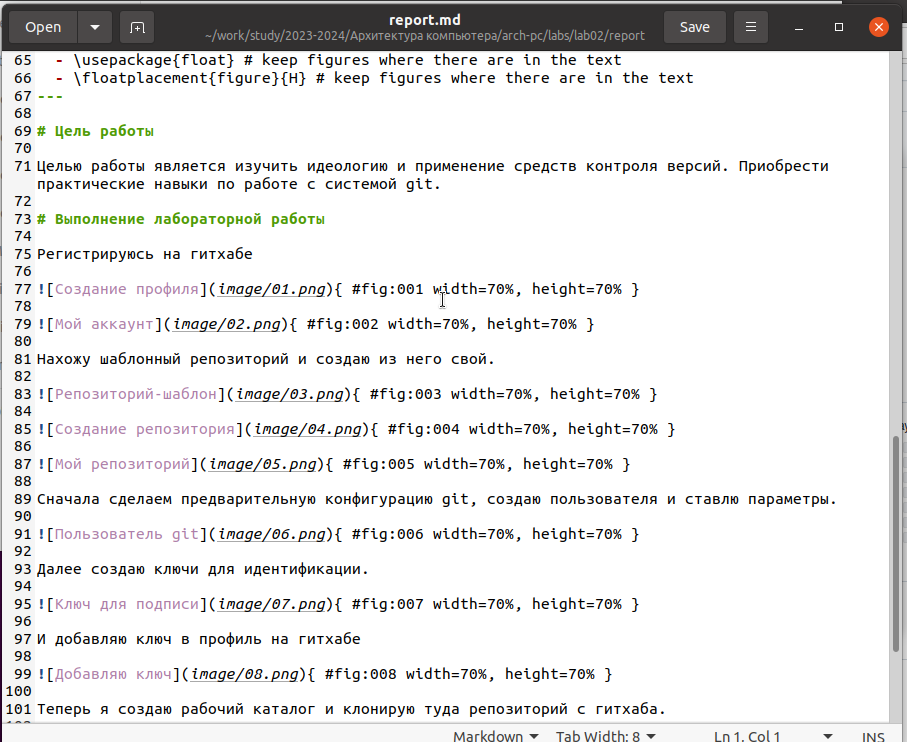 Open
report.md
~/work/study/2023-2024/Архитектура компьютера/arch-pc/labs/lab02/report
Save
65   - \usepackage{float} # keep figures where there are in the text
66   - \floatplacement{figure}{H} # keep figures where there are in the text
67 ---
68
69 # Цель работы
70
71 Целью работы является изучить идеологию и применение средств контроля версий. Приобрести
практические навыки по работе с системой git.
72
73 # Выполнение лабораторной работы
74
75 Регистрируюсь на гитхабе
76
77 ![Создание профиля](image/01.png){ #fig:001 width=70%, height=70% }
78
79 ![Мой аккаунт](image/02.png){ #fig:002 width=70%, height=70% }
80
81 Нахожу шаблонный репозиторий и создаю из него свой.
82
83 ![Репозиторий-шаблон](image/03.png){ #fig:003 width=70%, height=70% }
84
85 ![Создание репозитория](image/04.png){ #fig:004 width=70%, height=70% }
86
87 ![Мой репозиторий](image/05.png){ #fig:005 width=70%, height=70% }
88
89 Сначала сделаем предварительную конфигурацию git, создаю пользователя и ставлю параметры.
90
91 ![Пользователь git](image/06.png){ #fig:006 width=70%, height=70% }
92
93 Далее создаю ключи для идентификации.
94
95 ![Ключ для подписи](image/07.png){ #fig:007 width=70%, height=70% }
96
97 И добавляю ключ в профиль на гитхабе
98
99 ![Добавляю ключ](image/08.png){ #fig:008 width=70%, height=70% }
100
101 Теперь я создаю рабочий каталог и клонирую туда репозиторий с гитхаба.
Markdown Tab Width: 8 Ln 1, Col 1 INS